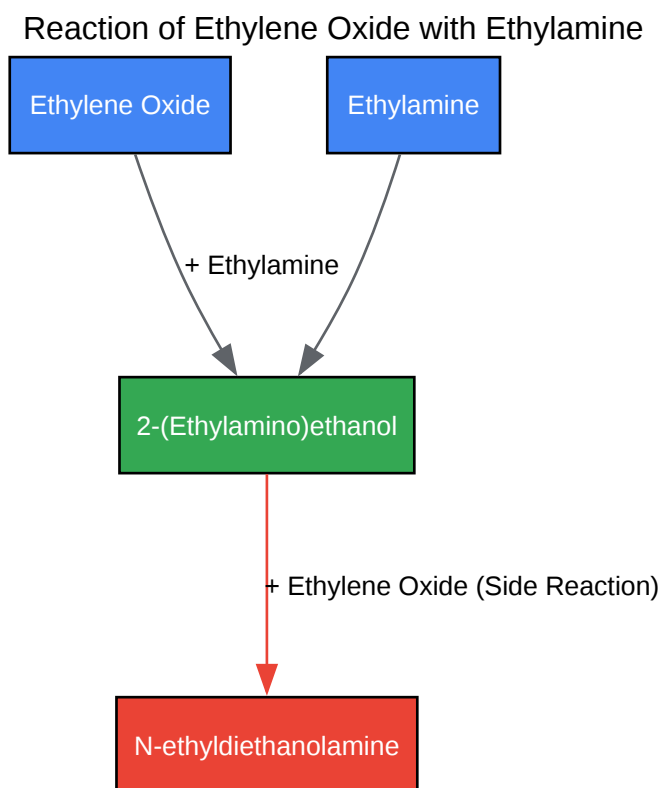 Reaction of Ethylene Oxide with Ethylamine
Ethylene Oxide
Ethylamine
+ Ethylamine
2-(Ethylamino)ethanol
+ Ethylene Oxide (Side Reaction)
N-ethyldiethanolamine